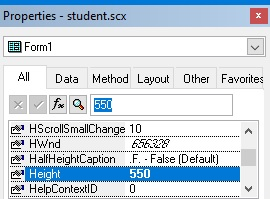 Properties - student.scx
Form1
All Data Method Layout Other Favorites
fx 550
HScrollSmallChange 10
HWnd 656328
HalfHeightCaption .F. - False (Default)
Height 550
HelpContextID 0